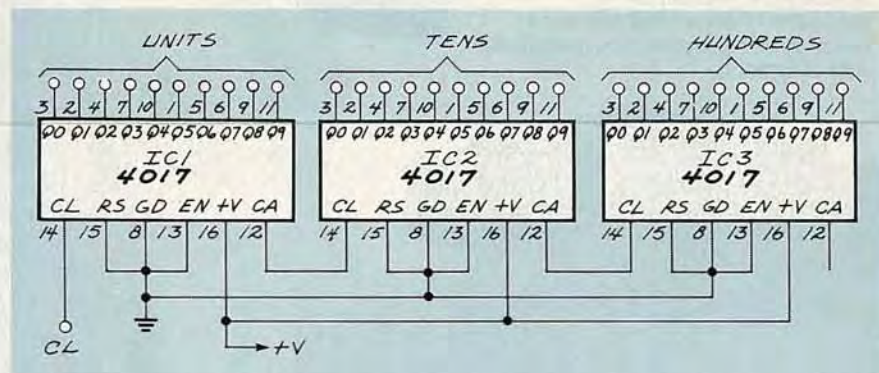 UNITS TENS HUNDREDS
3 2 4 7 10 1 5 6 9 11 3 2 4 7 10 1 5 6 9 11 3 2 4 7 10 1 5 6 9 11
Q0 Q1 Q2 Q3 Q4 Q5 Q6 Q7 Q8 Q9 Q0 Q1 Q2 Q3 Q4 Q5 Q6 Q7 Q8 Q9 Q0 Q1 Q2 Q3 Q4 Q5 Q6 Q7 Q8 Q9
IC1 IC2 IC3
4017 4017 4017
CL RS GD EN +V CA CL RS GD EN +V CA CL RS GD EN +V CA
14 15 8 13 16 12 14 15 8 13 16 12 14 15 8 13 16 12
CL +V